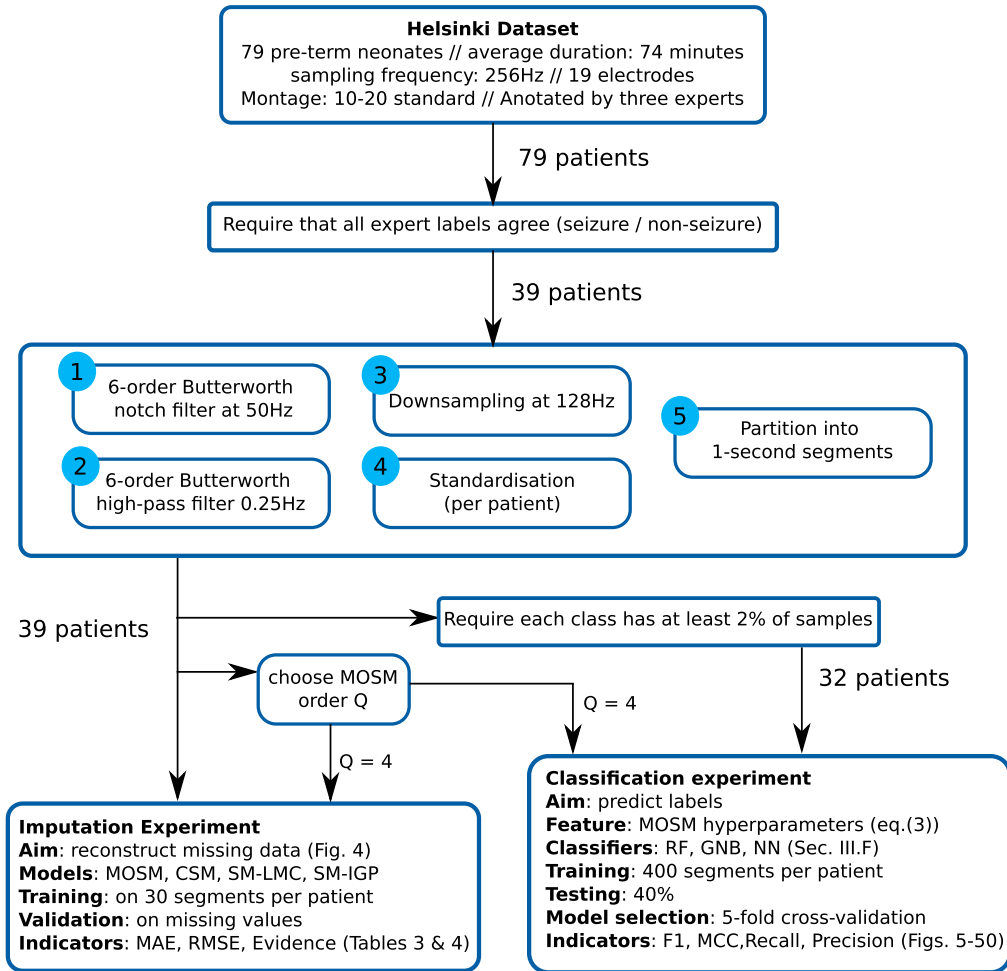 Helsinki Dataset
79 pre-term neonates // average duration: 74 minutes
sampling frequency: 256Hz // 19 electrodes
Montage: 10-20 standard // Anotated by three experts
79 patients
Require that all expert labels agree (seizure / non-seizure)
39 patients
1
6-order Butterworth
notch filter at 50Hz
2
6-order Butterworth
high-pass filter 0.25Hz
3
Downsampling at 128Hz
4
Standardisation
(per patient)
5
Partition into
1-second segments
39 patients
Require each class has at least 2% of samples
32 patients
choose MOSM
order Q
Q = 4
Q = 4
Imputation Experiment
Aim: reconstruct missing data (Fig. 4)
Models: MOSM, CSM, SM-LMC, SM-IGP
Training: on 30 segments per patient
Validation: on missing values
Indicators: MAE, RMSE, Evidence (Tables 3 & 4)
Classification experiment
Aim: predict labels
Feature: MOSM hyperparameters (eq.(3))
Classifiers: RF, GNB, NN (Sec. III.F)
Training: 400 segments per patient
Testing: 40%
Model selection: 5-fold cross-validation
Indicators: F1, MCC,Recall, Precision (Figs. 5-50)